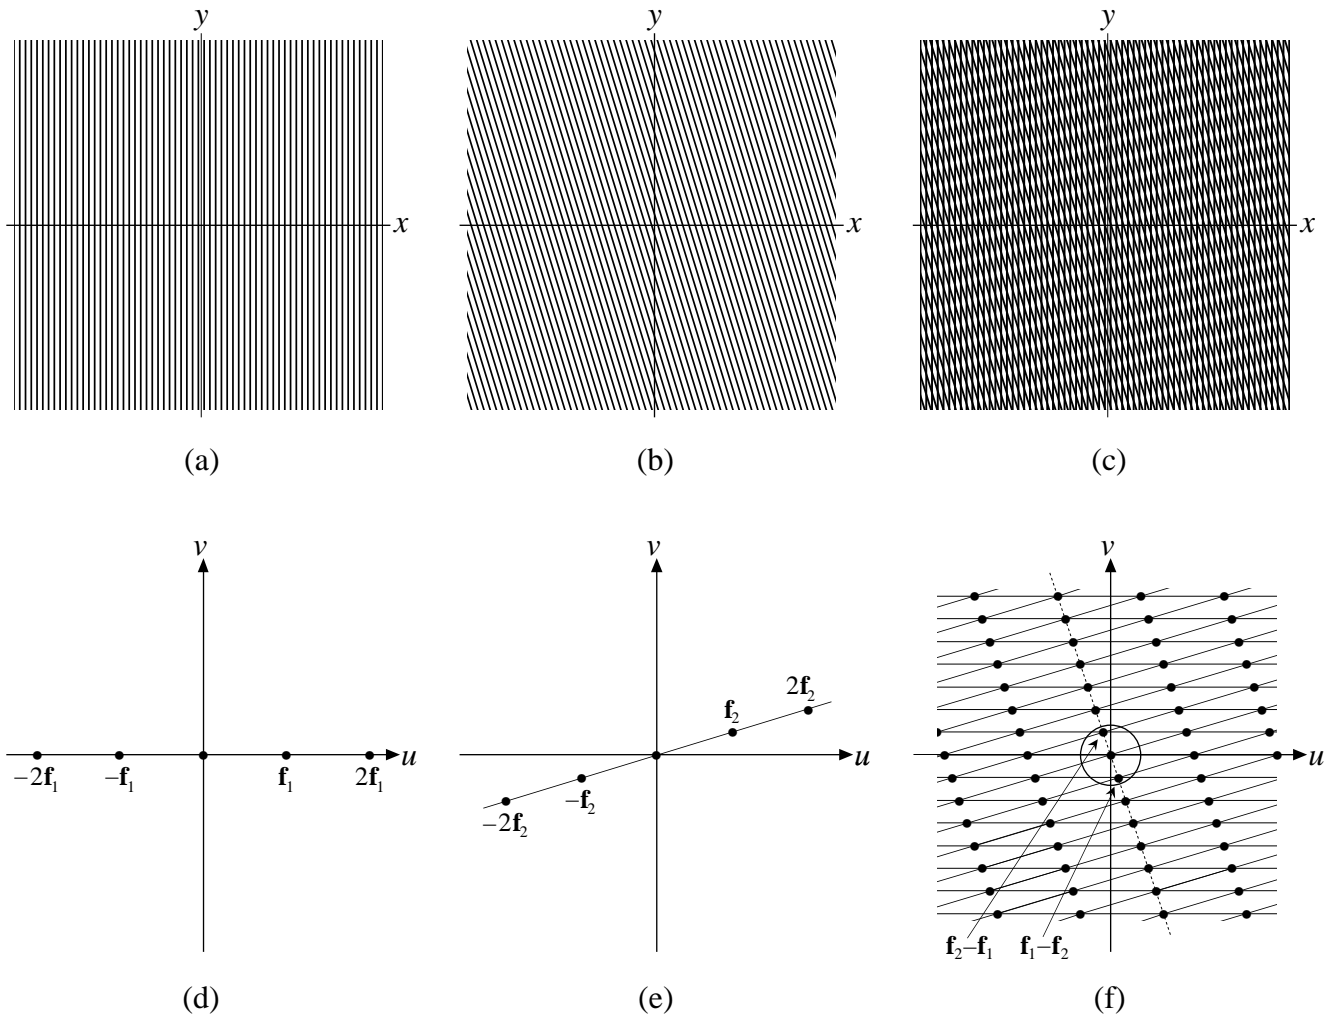 y
y
y
x
x
x
(a)
(b)
(c)
v
v
v
2f₂
f₂
u
u
u
−2f₁
−f₁
f₁
2f₁
−f₂
−2f₂
f₂−f₁
f₁−f₂
(d)
(e)
(f)